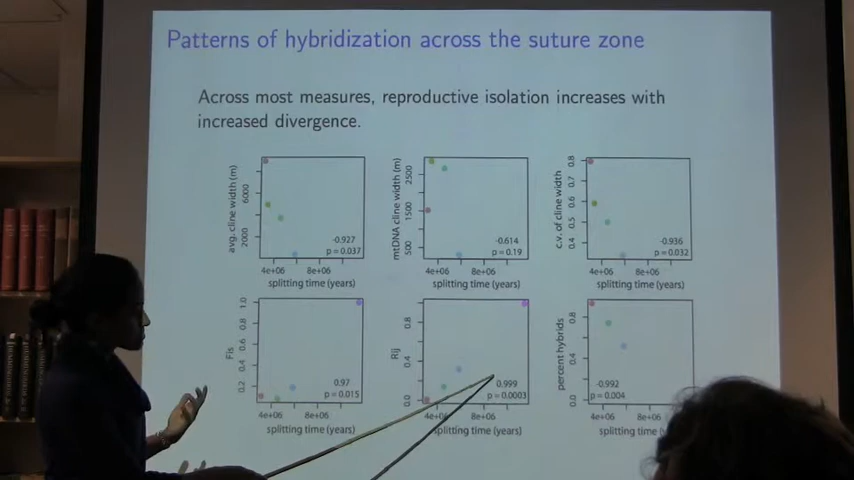 Patterns of hybridization across the suture zone
Across most measures, reproductive isolation increases with
increased divergence.
avg. cline width (m)
2000 6000
-0.927
p = 0.037
4e+06 8e+06
splitting time (years)
mtDNA cline width (m)
500 1500 2500
-0.614
p = 0.19
4e+06 8e+06
splitting time (years)
c.v. of cline width
0.4 0.5 0.6 0.7 0.8
-0.936
p = 0.032
4e+06 8e+06
splitting time (years)
Fis
0.2 0.4 0.6 0.8 1.0
0.97
p = 0.015
4e+06 8e+06
splitting time (years)
Rij
0.0 0.4 0.8
0.999
p = 0.0003
4e+06 8e+06
splitting time (years)
percent hybrids
0.0 0.4 0.8
-0.992
p = 0.004
4e+06 8e+06
splitting time